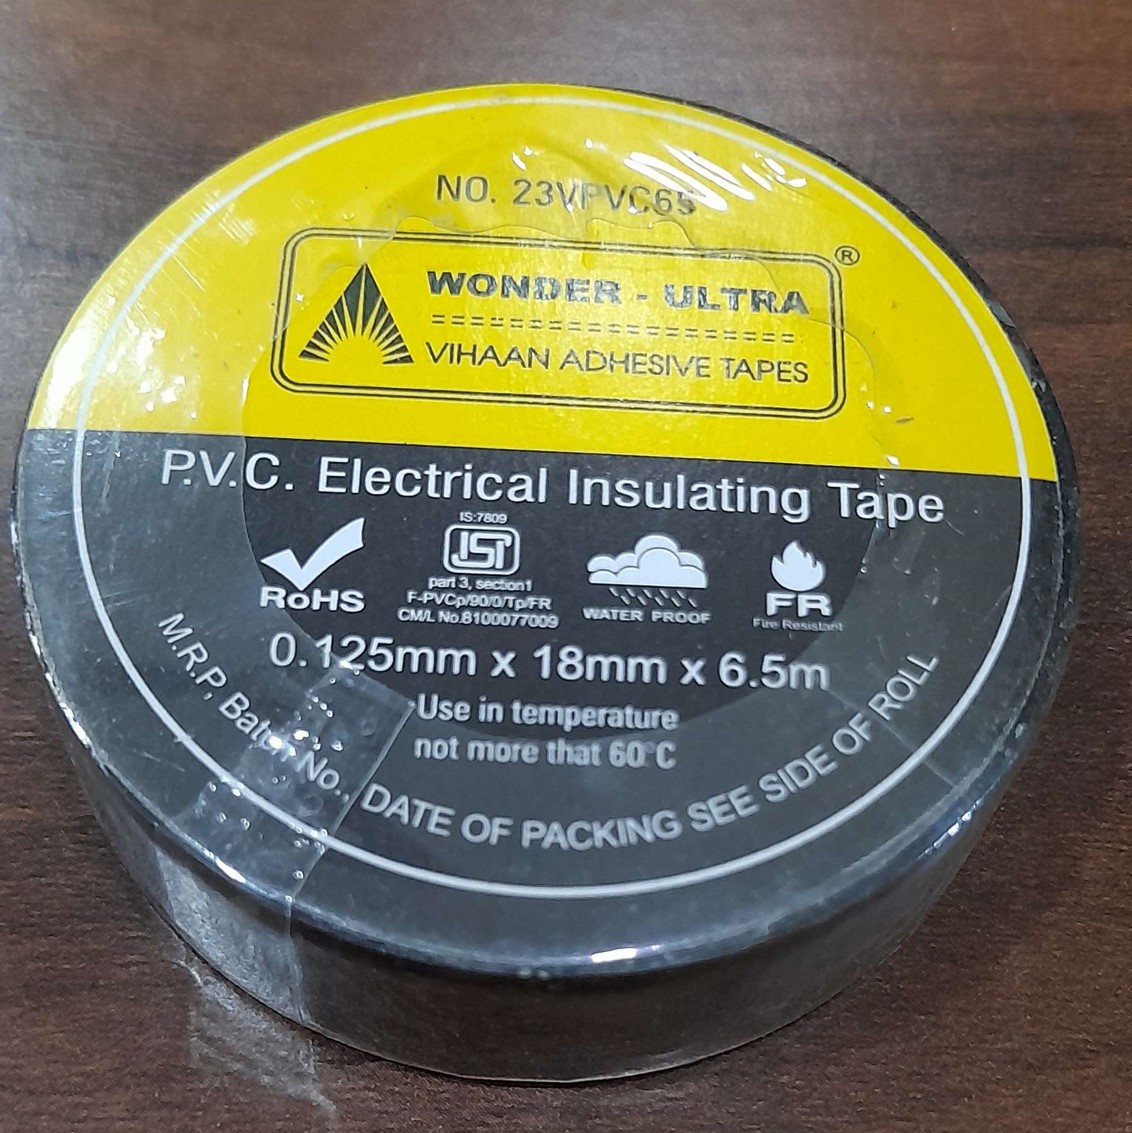 NO. 23VPVC65
®
WONDER - ULTRA
VIHAAN ADHESIVE TAPES
P.V.C. Electrical Insulating Tape
RoHS
IS:7809
ISI
part 3, section1
F-PVCp/90/0/Tp/FR
CM/L No.8100077009
WATER PROOF
FR
Fire Resistant
0.125mm x 18mm x 6.5m
Use in temperature
not more that 60°C
M.R.P, Batch No., DATE OF PACKING SEE SIDE OF ROLL